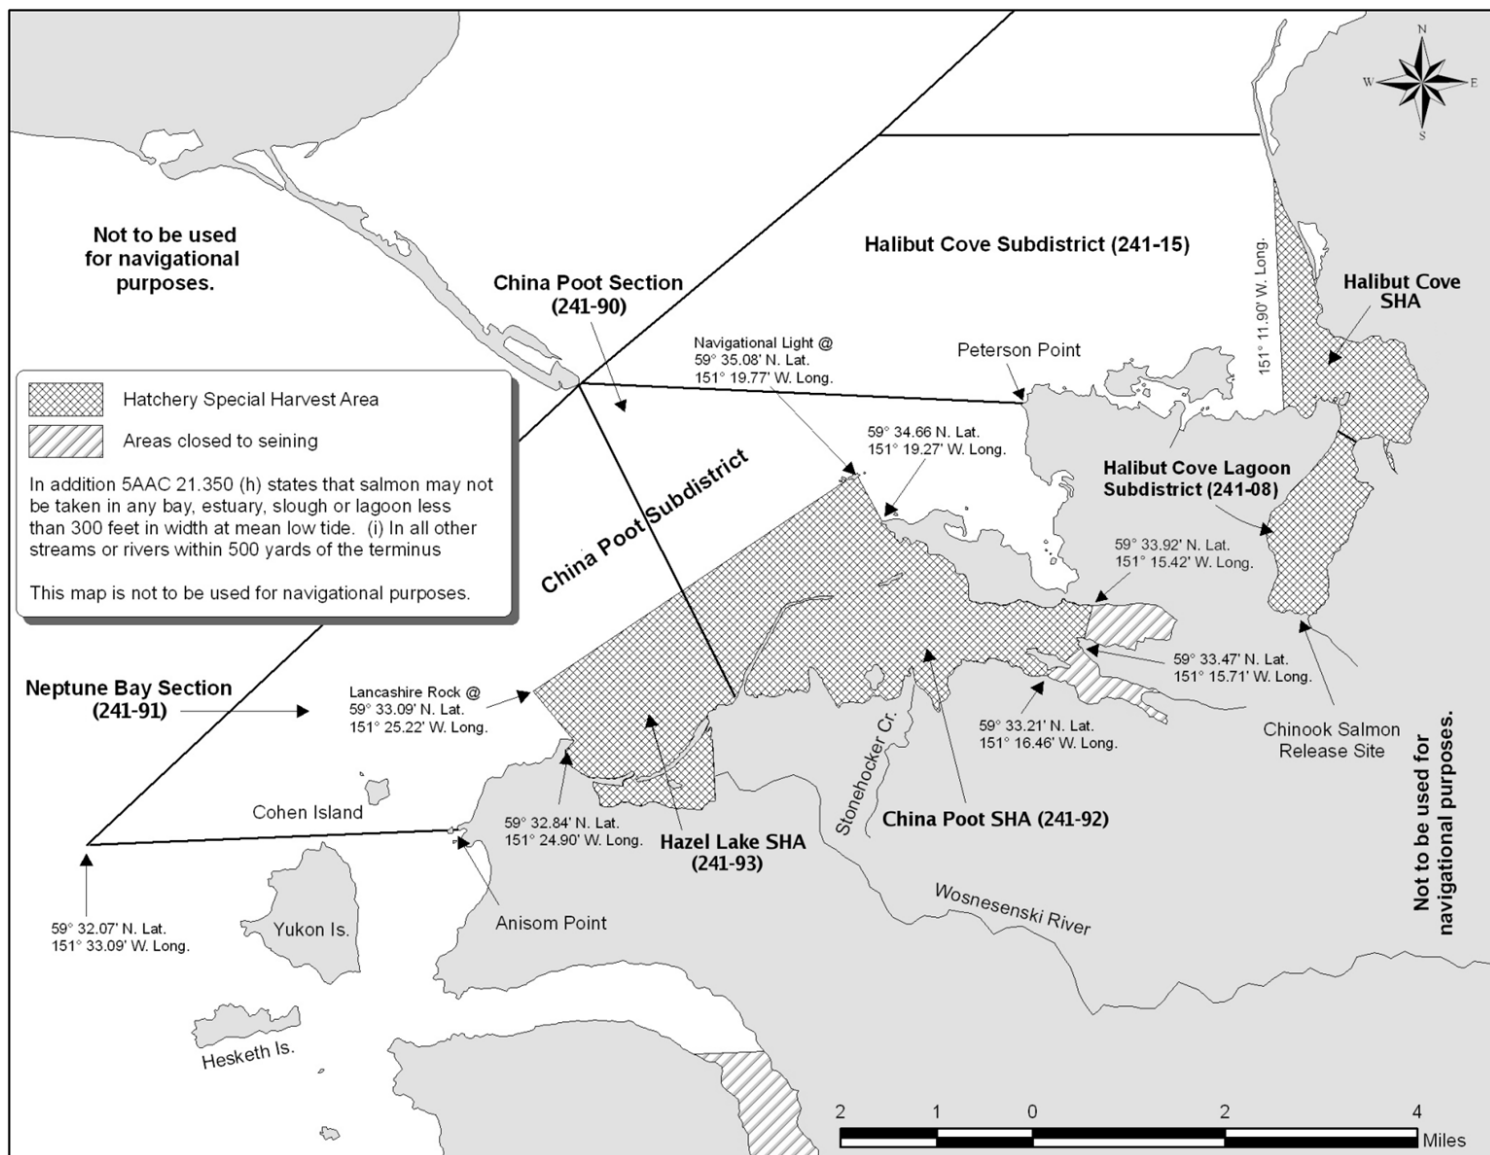 N
W
E
S
Not to be used
for navigational
purposes.
Halibut Cove Subdistrict (241-15)
China Poot Section
(241-90)
151° 11.90' W. Long.
Halibut Cove
SHA
Navigational Light @
59° 35.08' N. Lat.
151° 19.77' W. Long.
Peterson Point
Hatchery Special Harvest Area
Areas closed to seining
In addition 5AAC 21.350 (h) states that salmon may not
be taken in any bay, estuary, slough or lagoon less
than 300 feet in width at mean low tide. (i) In all other
streams or rivers within 500 yards of the terminus
This map is not to be used for navigational purposes.
59° 34.66 N. Lat.
151° 19.27' W. Long.
China Poot Subdistrict
Halibut Cove Lagoon
Subdistrict (241-08)
59° 33.92' N. Lat.
151° 15.42' W. Long.
59° 33.47' N. Lat.
151° 15.71' W. Long.
Neptune Bay Section
(241-91)
Lancashire Rock @
59° 33.09' N. Lat.
151° 25.22' W. Long.
59° 33.21' N. Lat.
151° 16.46' W. Long.
Chinook Salmon
Release Site
Stonehocker Cr.
Not to be used for
navigational purposes.
Cohen Island
59° 32.84' N. Lat.
151° 24.90' W. Long.
Hazel Lake SHA
(241-93)
China Poot SHA (241-92)
Wosnesenski River
59° 32.07' N. Lat.
151° 33.09' W. Long.
Yukon Is.
Anisom Point
Hesketh Is.
2 1 0 2 4
Miles